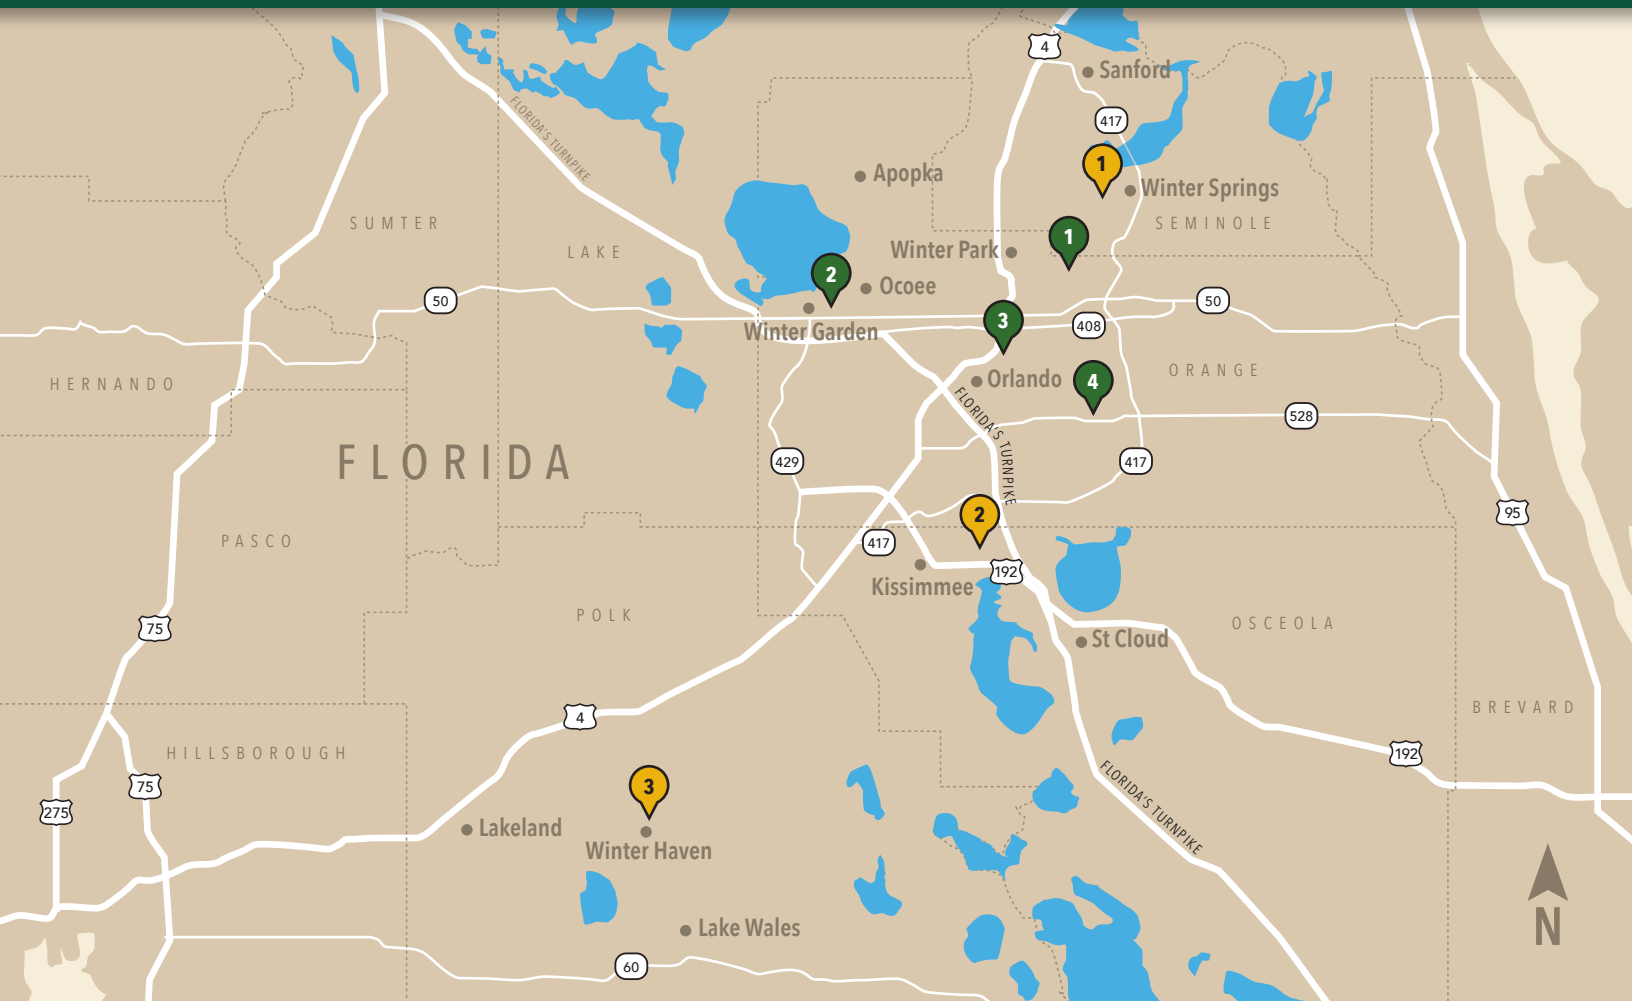 4
Sanford
FLORIDA'S TURNPIKE
417
1
Apopka
Winter Springs
SUMTER
SEMINOLE
LAKE
Winter Park
1
2
Ocoee
50
50
Winter Garden
3
408
HERNANDO
Orlando
4
ORANGE
FLORIDA'S TURNPIKE
528
FLORIDA
429
417
2
95
PASCO
417
192
Kissimmee
POLK
OSCEOLA
75
St Cloud
BREVARD
4
HILLSBOROUGH
192
75
3
FLORIDA'S TURNPIKE
275
Lakeland
Winter Haven
Lake Wales
N
60